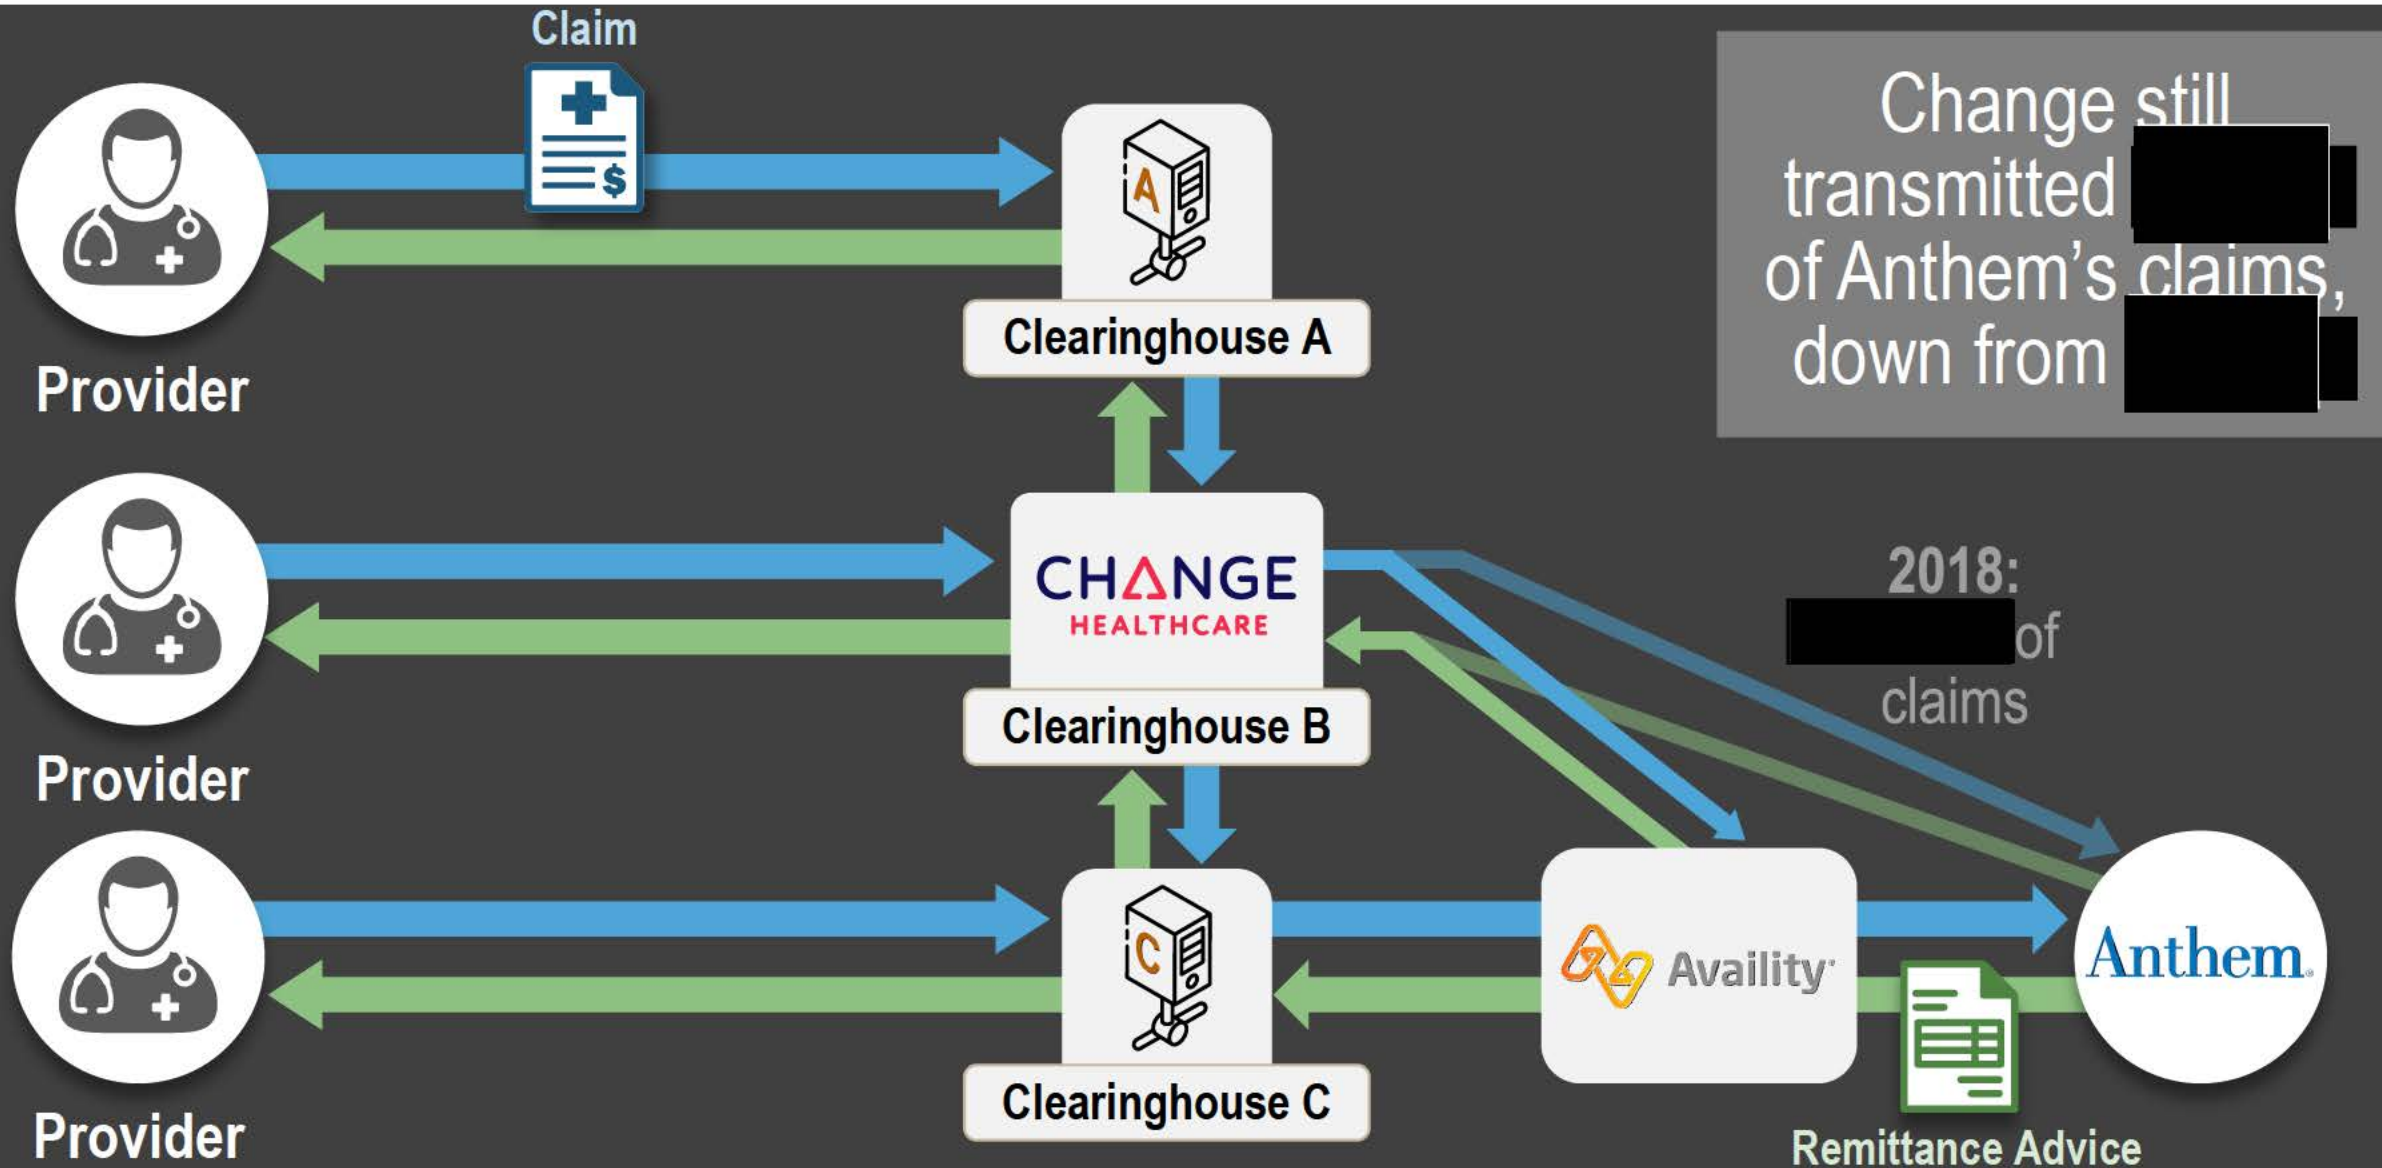 Claim
$
A
Clearinghouse A
Provider
Change still
transmitted
of Anthem's claims,
down from
CHANGE
HEALTHCARE
Clearinghouse B
Provider
2018:
of
claims
C
Clearinghouse C
Provider
Availity
Anthem®
Remittance Advice